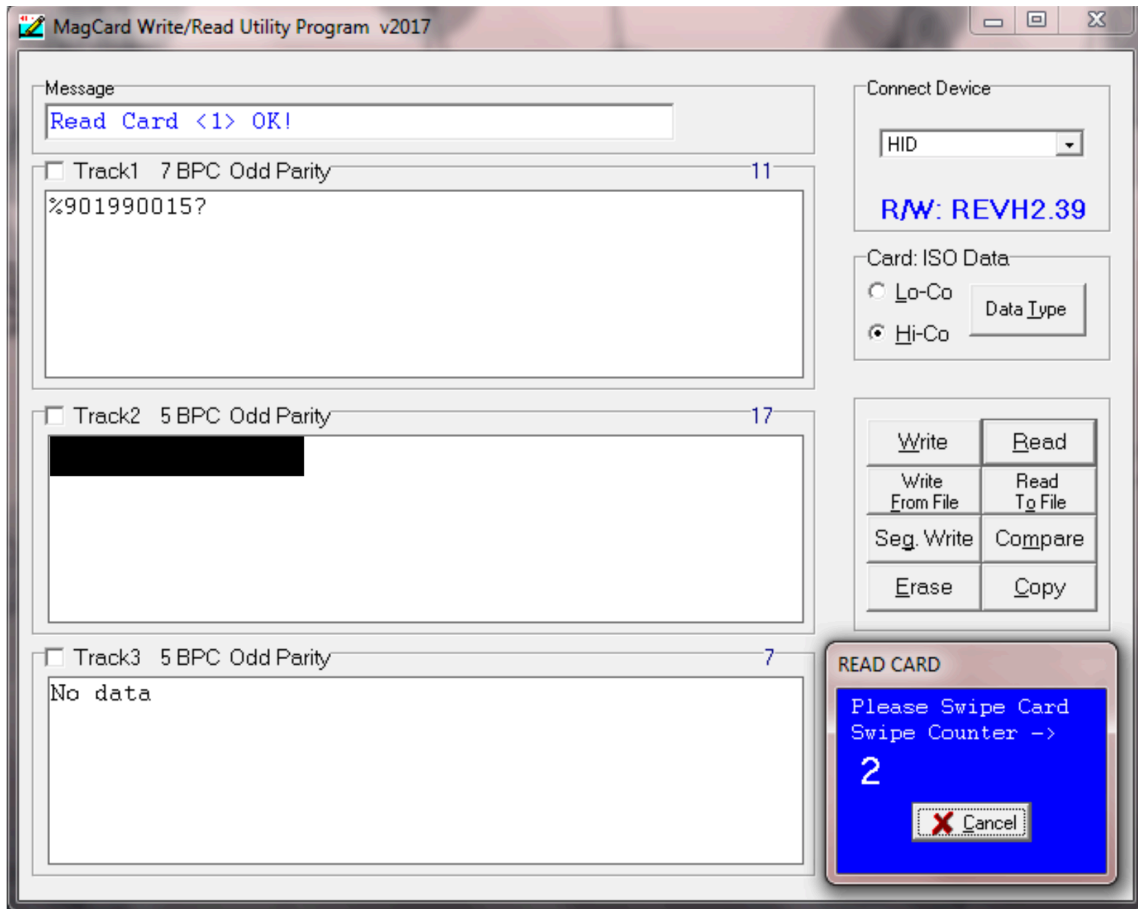 MagCard Write/Read Utility Program v2017
Message
Read Card <1> OK!
Track1 7 BPC Odd Parity 11
%901990015?
Track2 5 BPC Odd Parity 17
Track3 5 BPC Odd Parity 7
No data
Connect Device
HID
R/W: REVH2.39
Card: ISO Data
Lo-Co
Hi-Co
Data Type
Write
Read
Write
From File
Read
To File
Seg. Write
Compare
Erase
Copy
READ CARD
Please Swipe Card
Swipe Counter ->
2
Cancel